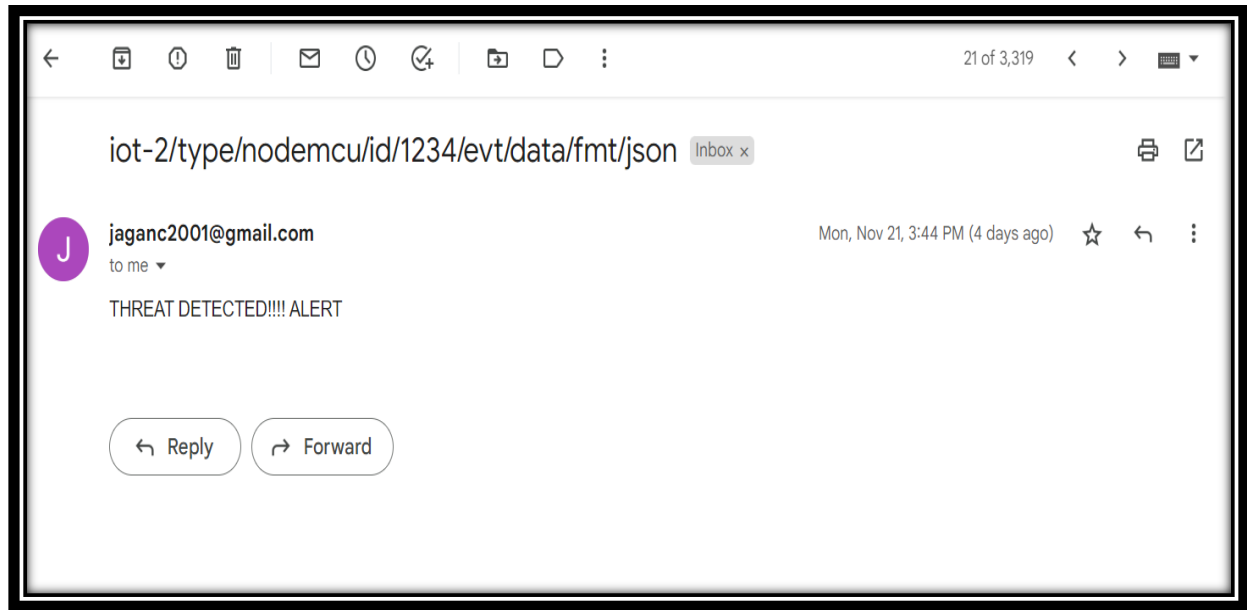 21 of 3,319
iot-2/type/nodemcu/id/1234/evt/data/fmt/json Inbox x
J
jaganc2001@gmail.com Mon, Nov 21, 3:44 PM (4 days ago)
to me
THREAT DETECTED!!!! ALERT
Reply Forward